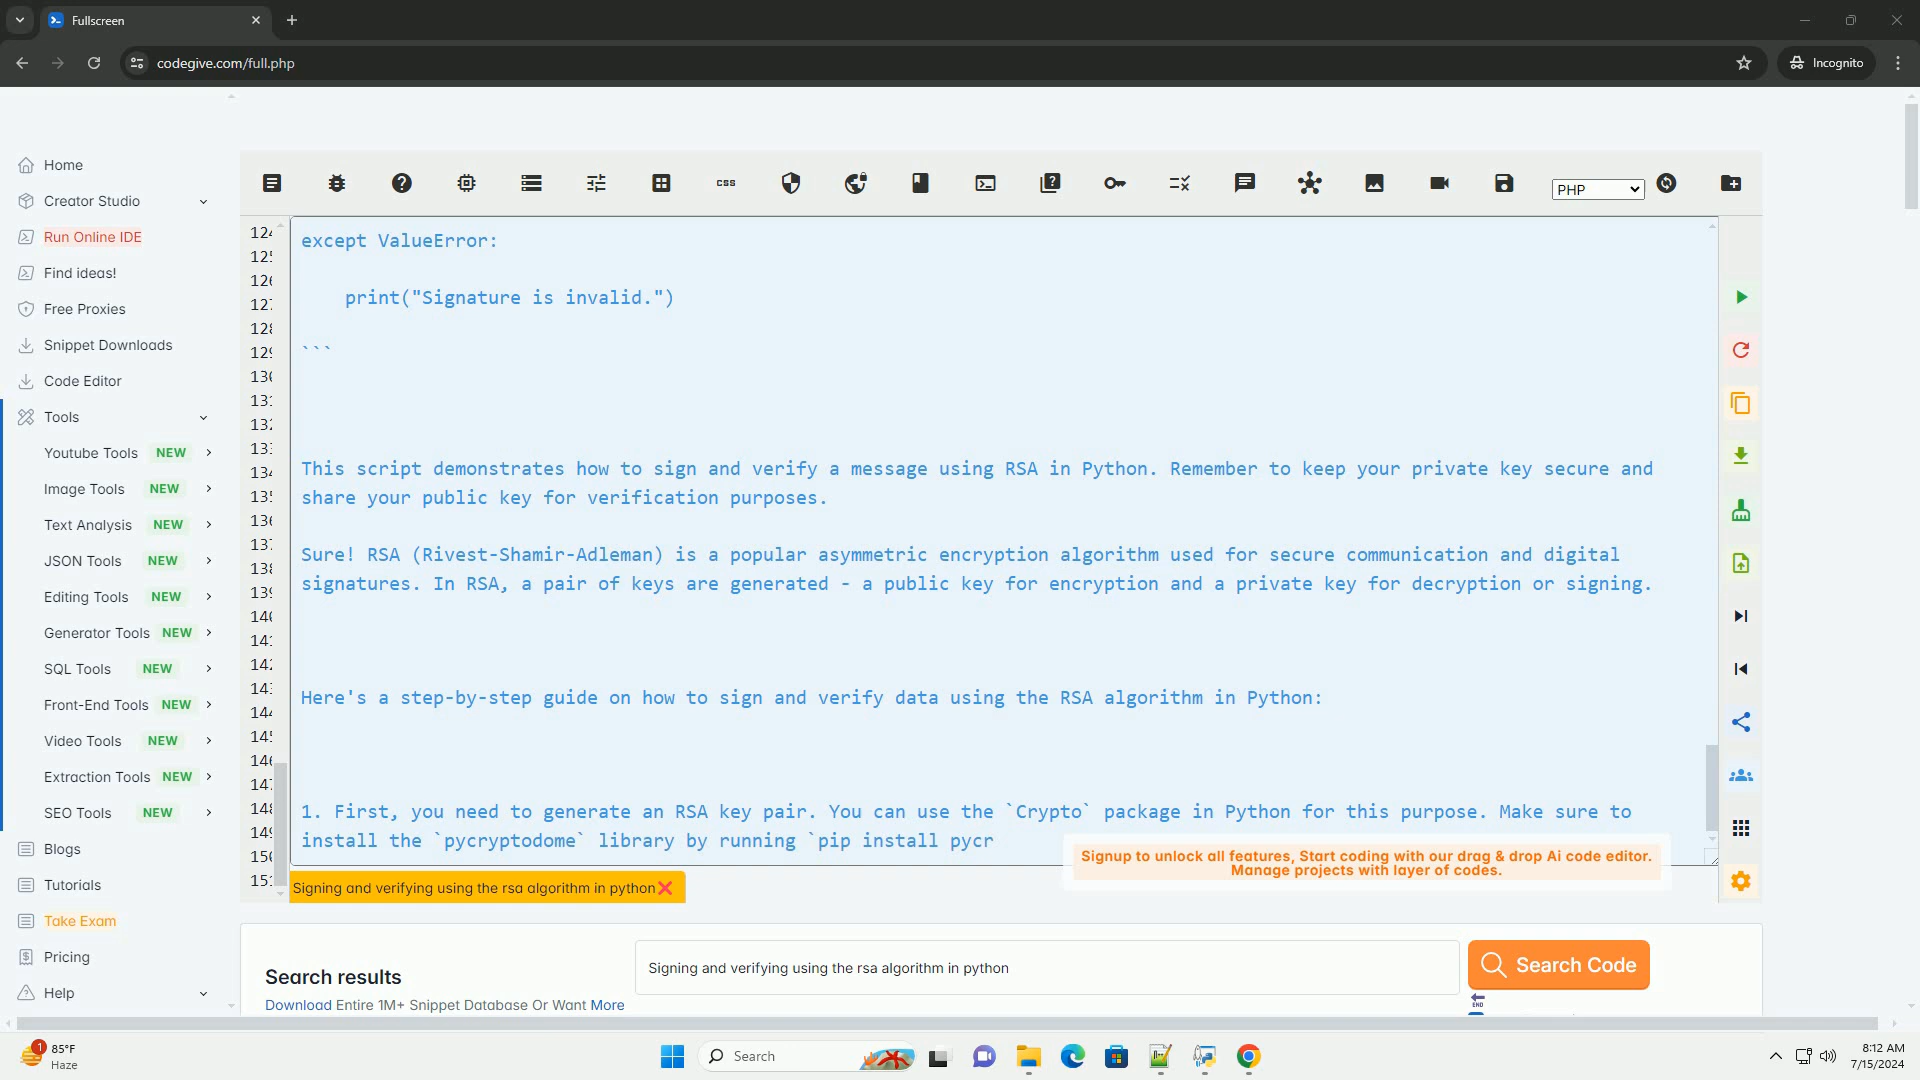 Fullscreen
codegive.com/full.php
Incognito
Home
Creator Studio
Run Online IDE
Find ideas!
Free Proxies
Snippet Downloads
Code Editor
Tools
Youtube Tools NEW
Image Tools NEW
Text Analysis NEW
JSON Tools NEW
Editing Tools NEW
Generator Tools NEW
SQL Tools NEW
Front-End Tools NEW
Video Tools NEW
Extraction Tools NEW
SEO Tools NEW
Blogs
Tutorials
Take Exam
Pricing
Help
css
PHP
except ValueError:
print("Signature is invalid.")
```
This script demonstrates how to sign and verify a message using RSA in Python. Remember to keep your private key secure and
share your public key for verification purposes.
Sure! RSA (Rivest-Shamir-Adleman) is a popular asymmetric encryption algorithm used for secure communication and digital
signatures. In RSA, a pair of keys are generated - a public key for encryption and a private key for decryption or signing.
Here's a step-by-step guide on how to sign and verify data using the RSA algorithm in Python:
1. First, you need to generate an RSA key pair. You can use the `Crypto` package in Python for this purpose. Make sure to
install the `pycryptodome` library by running `pip install pycr
Signup to unlock all features, Start coding with our drag & drop Ai code editor.
Manage projects with layer of codes.
Signing and verifying using the rsa algorithm in python
Search results
Download Entire 1M+ Snippet Database Or Want More
Signing and verifying using the rsa algorithm in python
Search Code
END
1
85°F
Haze
Search
8:12 AM
7/15/2024